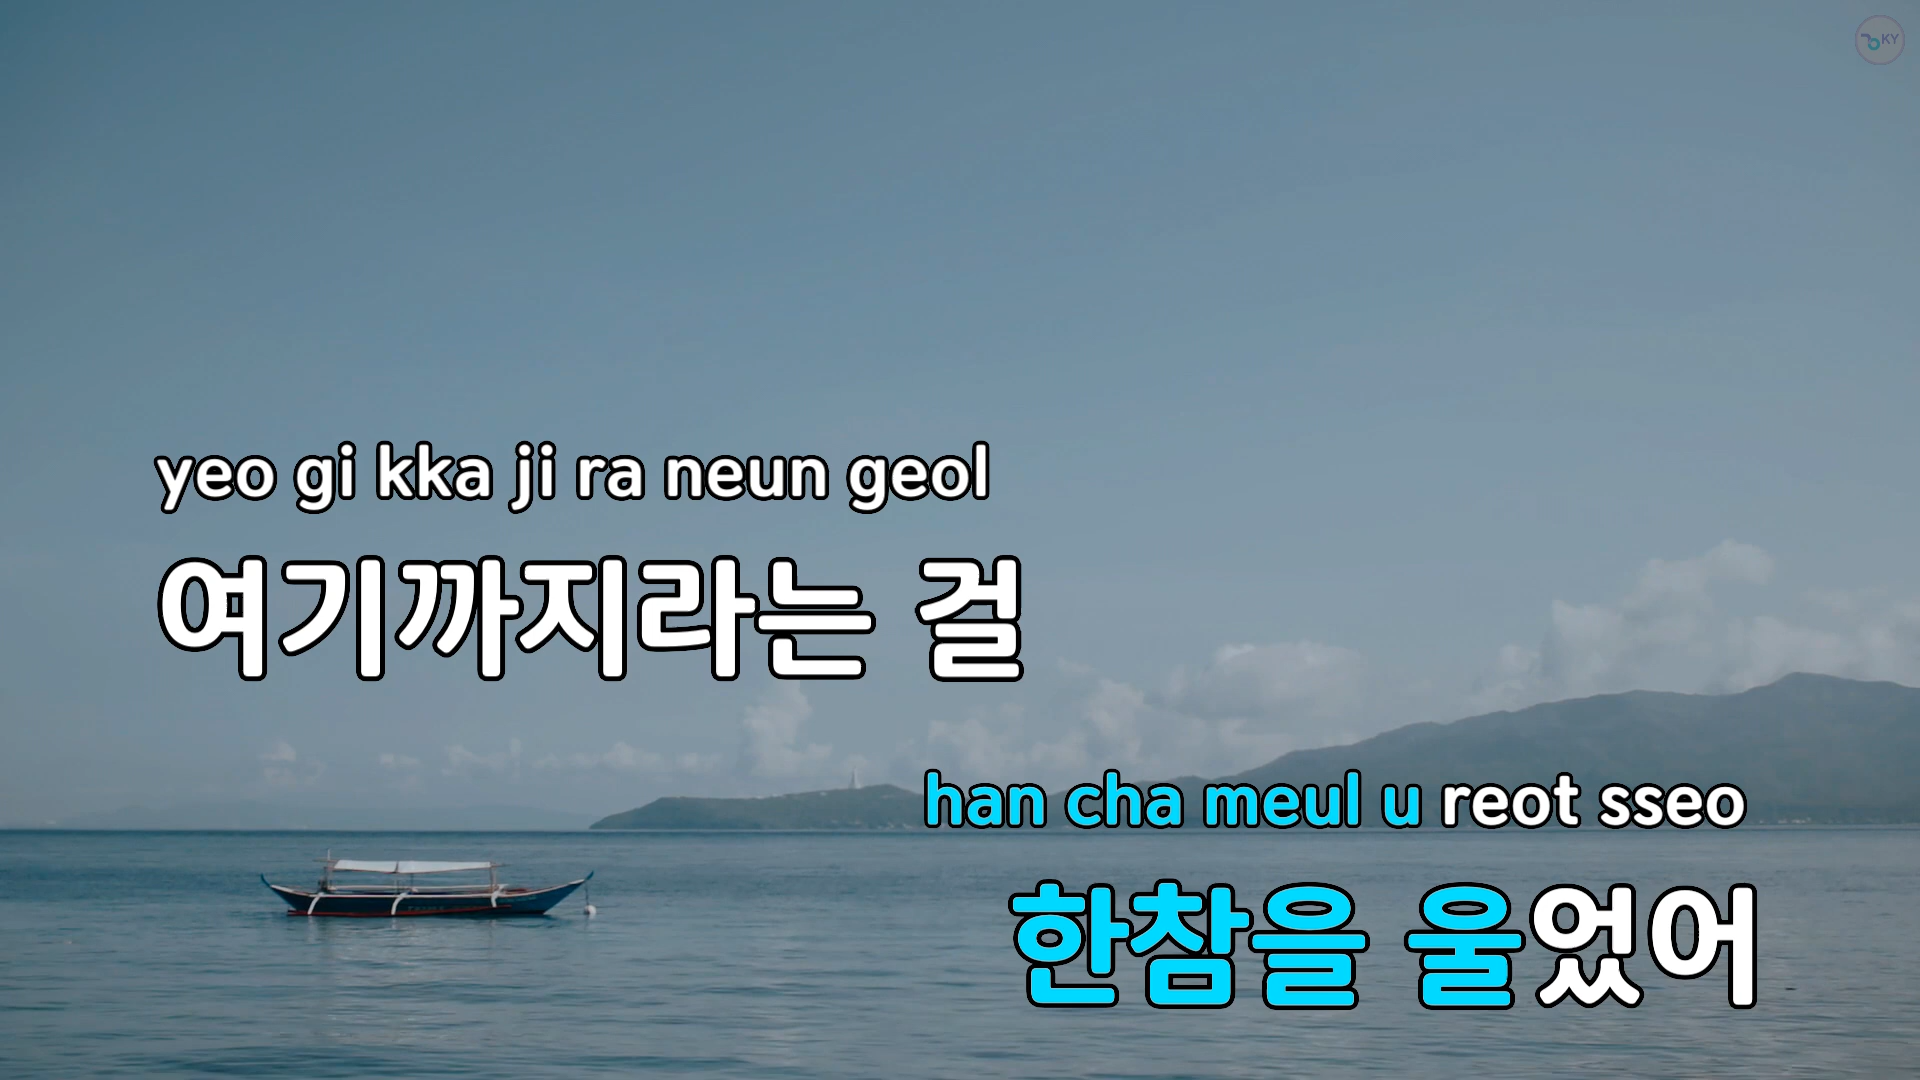 KY
yeo gi kka ji ra neun geol
여기까지라는 걸
han cha meul u reot sseo
한참을 울었어